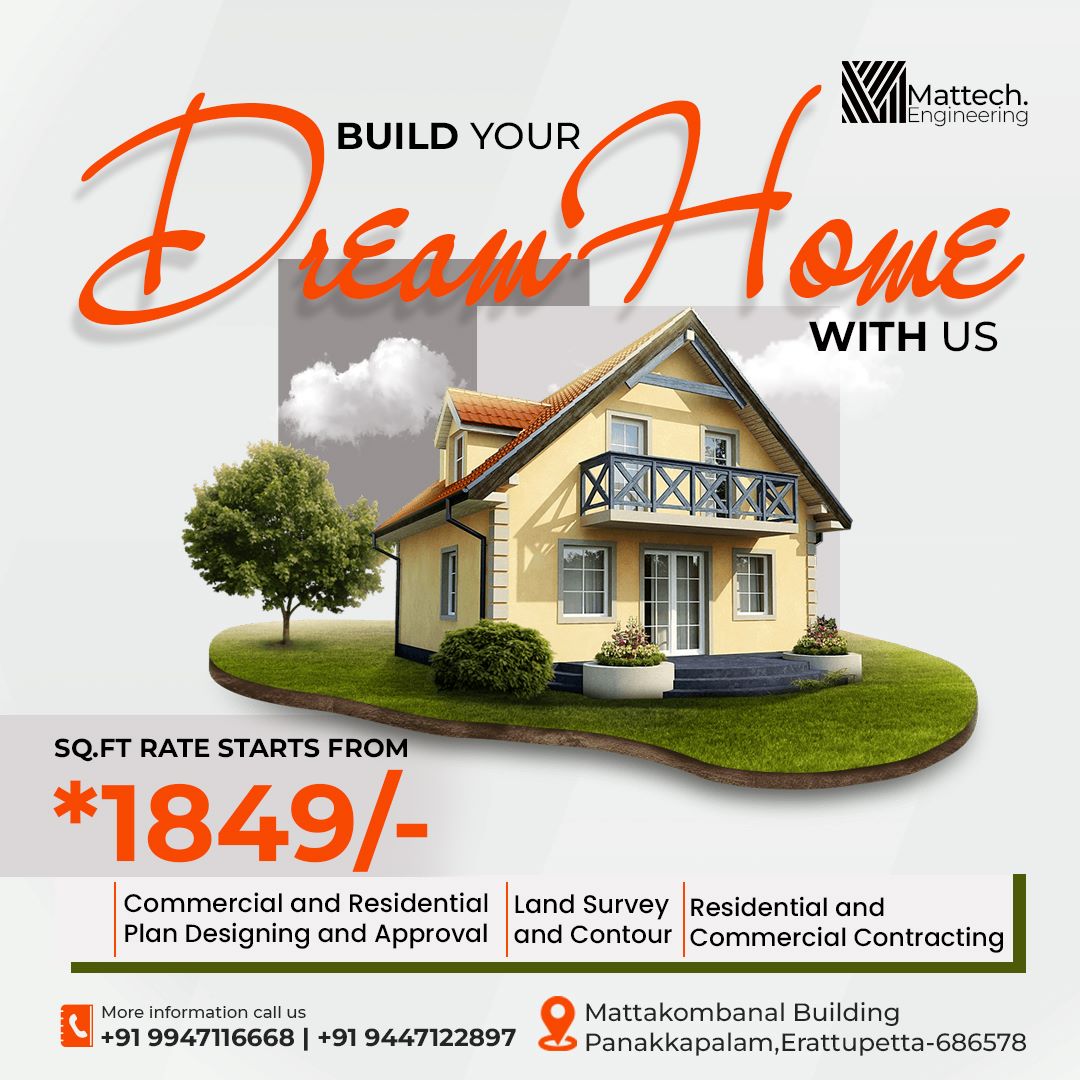 Mattech.
Engineering
BUILD YOUR
Dream Home
WITH US
SQ.FT RATE STARTS FROM
*1849/-
Commercial and Residential
Plan Designing and Approval
Land Survey
and Contour
Residential and
Commercial Contracting
More information call us
+91 9947116668 | +91 9447122897
Mattakombanal Building
Panakkapalam,Erattupetta-686578